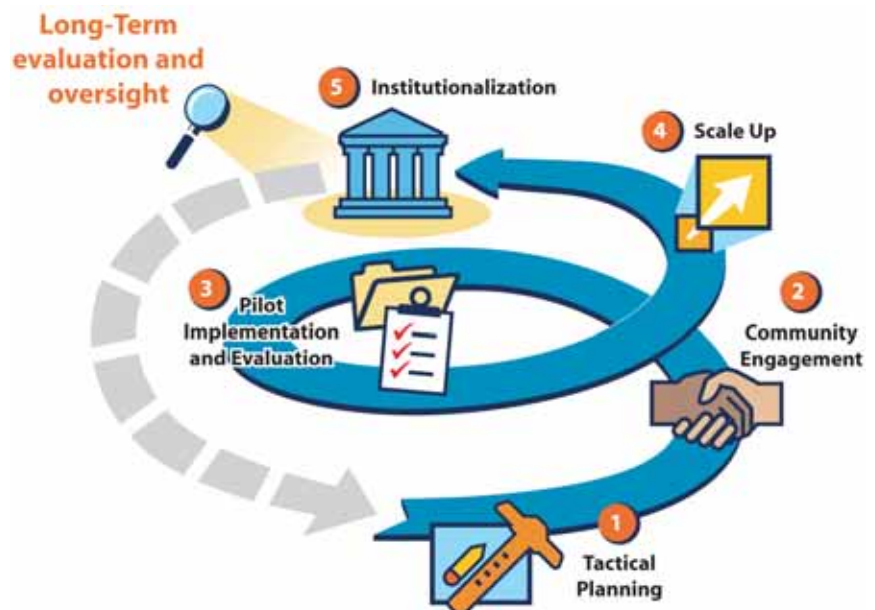 Long-Term
evaluation and
oversight
5 Institutionalization
4 Scale Up
3 Pilot
Implementation
and Evaluation
2
Community
Engagement
1
Tactical
Planning